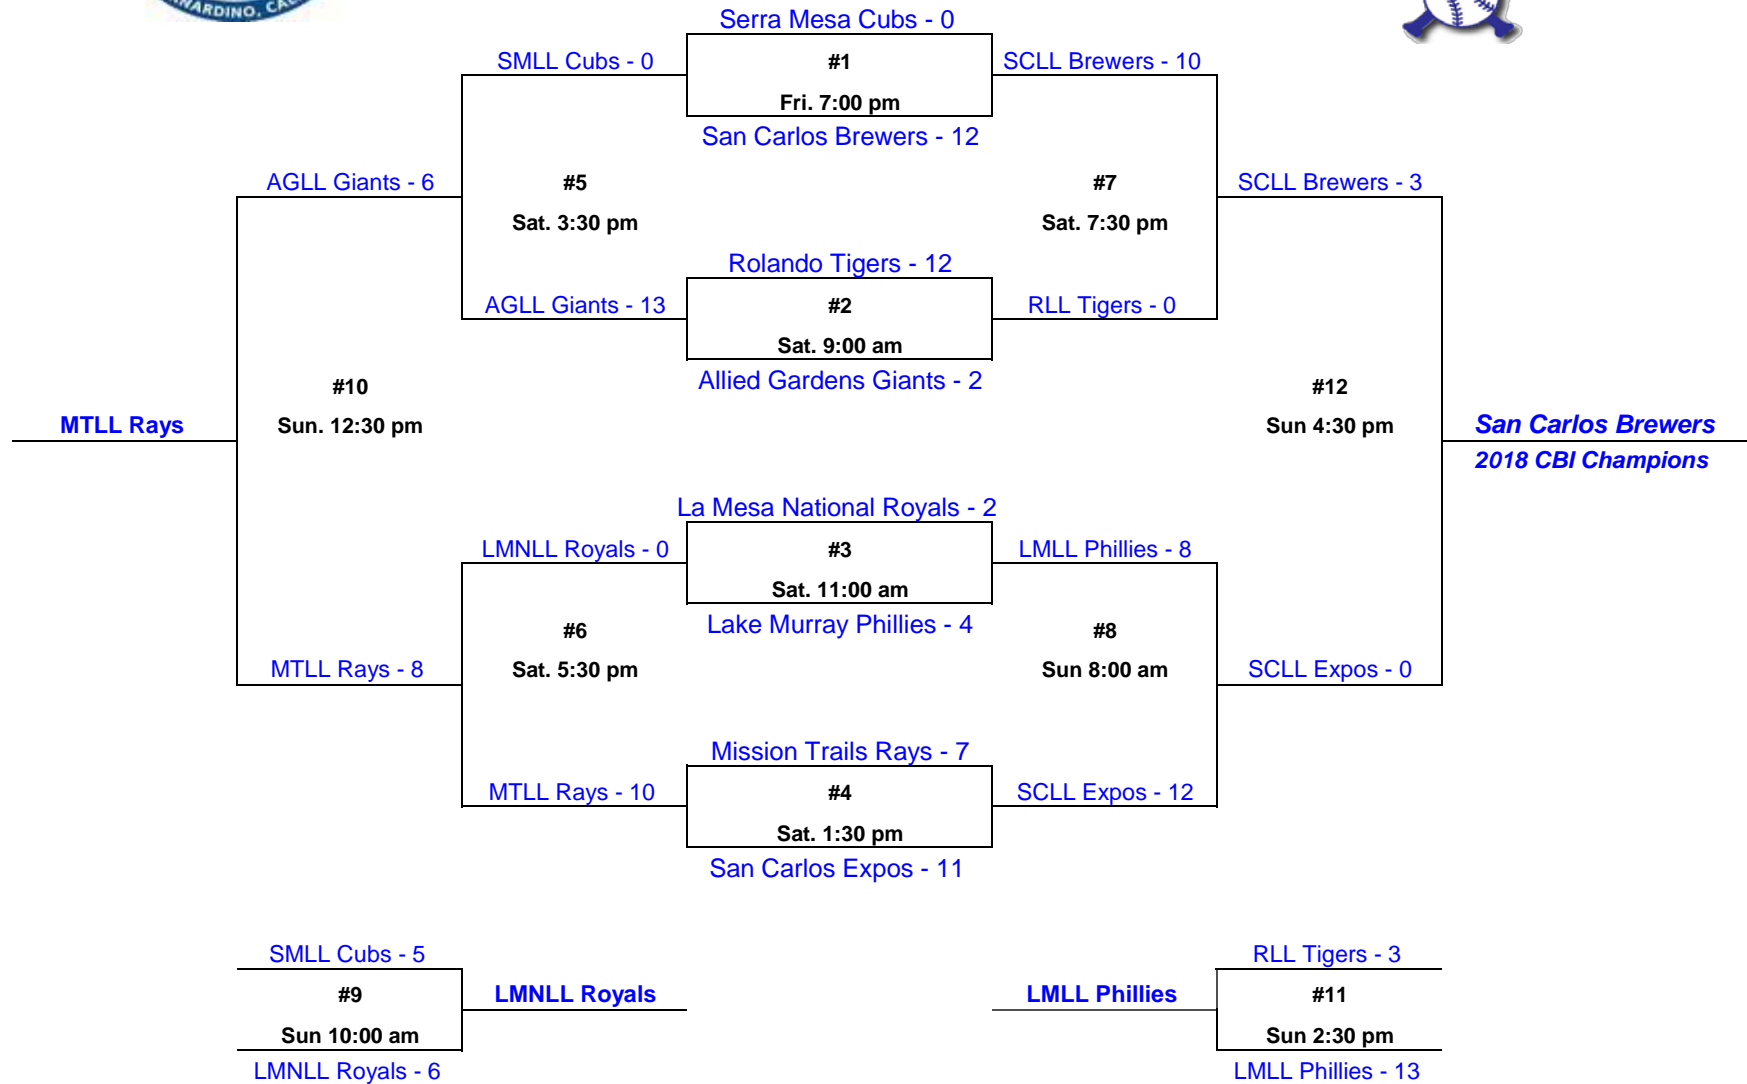 RNARDINO, CAL
Serra Mesa Cubs - 0
SMLL Cubs - 0
#1
SCLL Brewers - 10
Fri. 7:00 pm
San Carlos Brewers - 12
AGLL Giants - 6
#5
#7
SCLL Brewers - 3
Sat. 3:30 pm
Sat. 7:30 pm
Rolando Tigers - 12
AGLL Giants - 13
#2
RLL Tigers - 0
Sat. 9:00 am
Allied Gardens Giants - 2
#10
#12
MTLL Rays
Sun. 12:30 pm
Sun 4:30 pm
San Carlos Brewers
2018 CBI Champions
La Mesa National Royals - 2
LMNLL Royals - 0
#3
LMLL Phillies - 8
Sat. 11:00 am
Lake Murray Phillies - 4
#6
#8
MTLL Rays - 8
Sat. 5:30 pm
Sun 8:00 am
SCLL Expos - 0
Mission Trails Rays - 7
MTLL Rays - 10
#4
SCLL Expos - 12
Sat. 1:30 pm
San Carlos Expos - 11
SMLL Cubs - 5
RLL Tigers - 3
#9
LMNLL Royals
LMLL Phillies
#11
Sun 10:00 am
Sun 2:30 pm
LMNLL Royals - 6
LMLL Phillies - 13